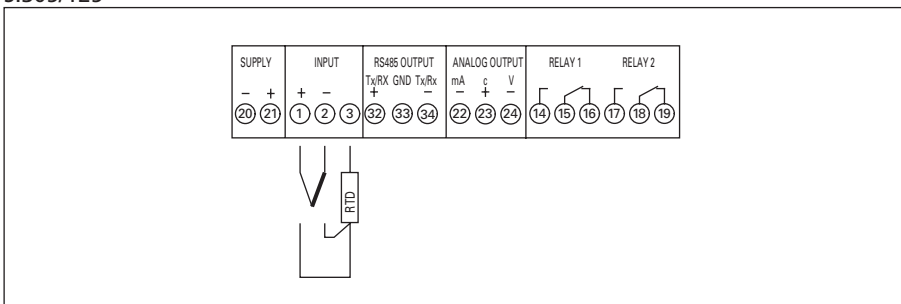 SUPPLY INPUT RS485 OUTPUT ANALOG OUTPUT RELAY 1 RELAY 2
Tx/RX GND Tx/Rx mA c V
− + + − + − − + −
20 21 1 2 3 32 33 34 22 23 24 14 15 16 17 18 19
RTD